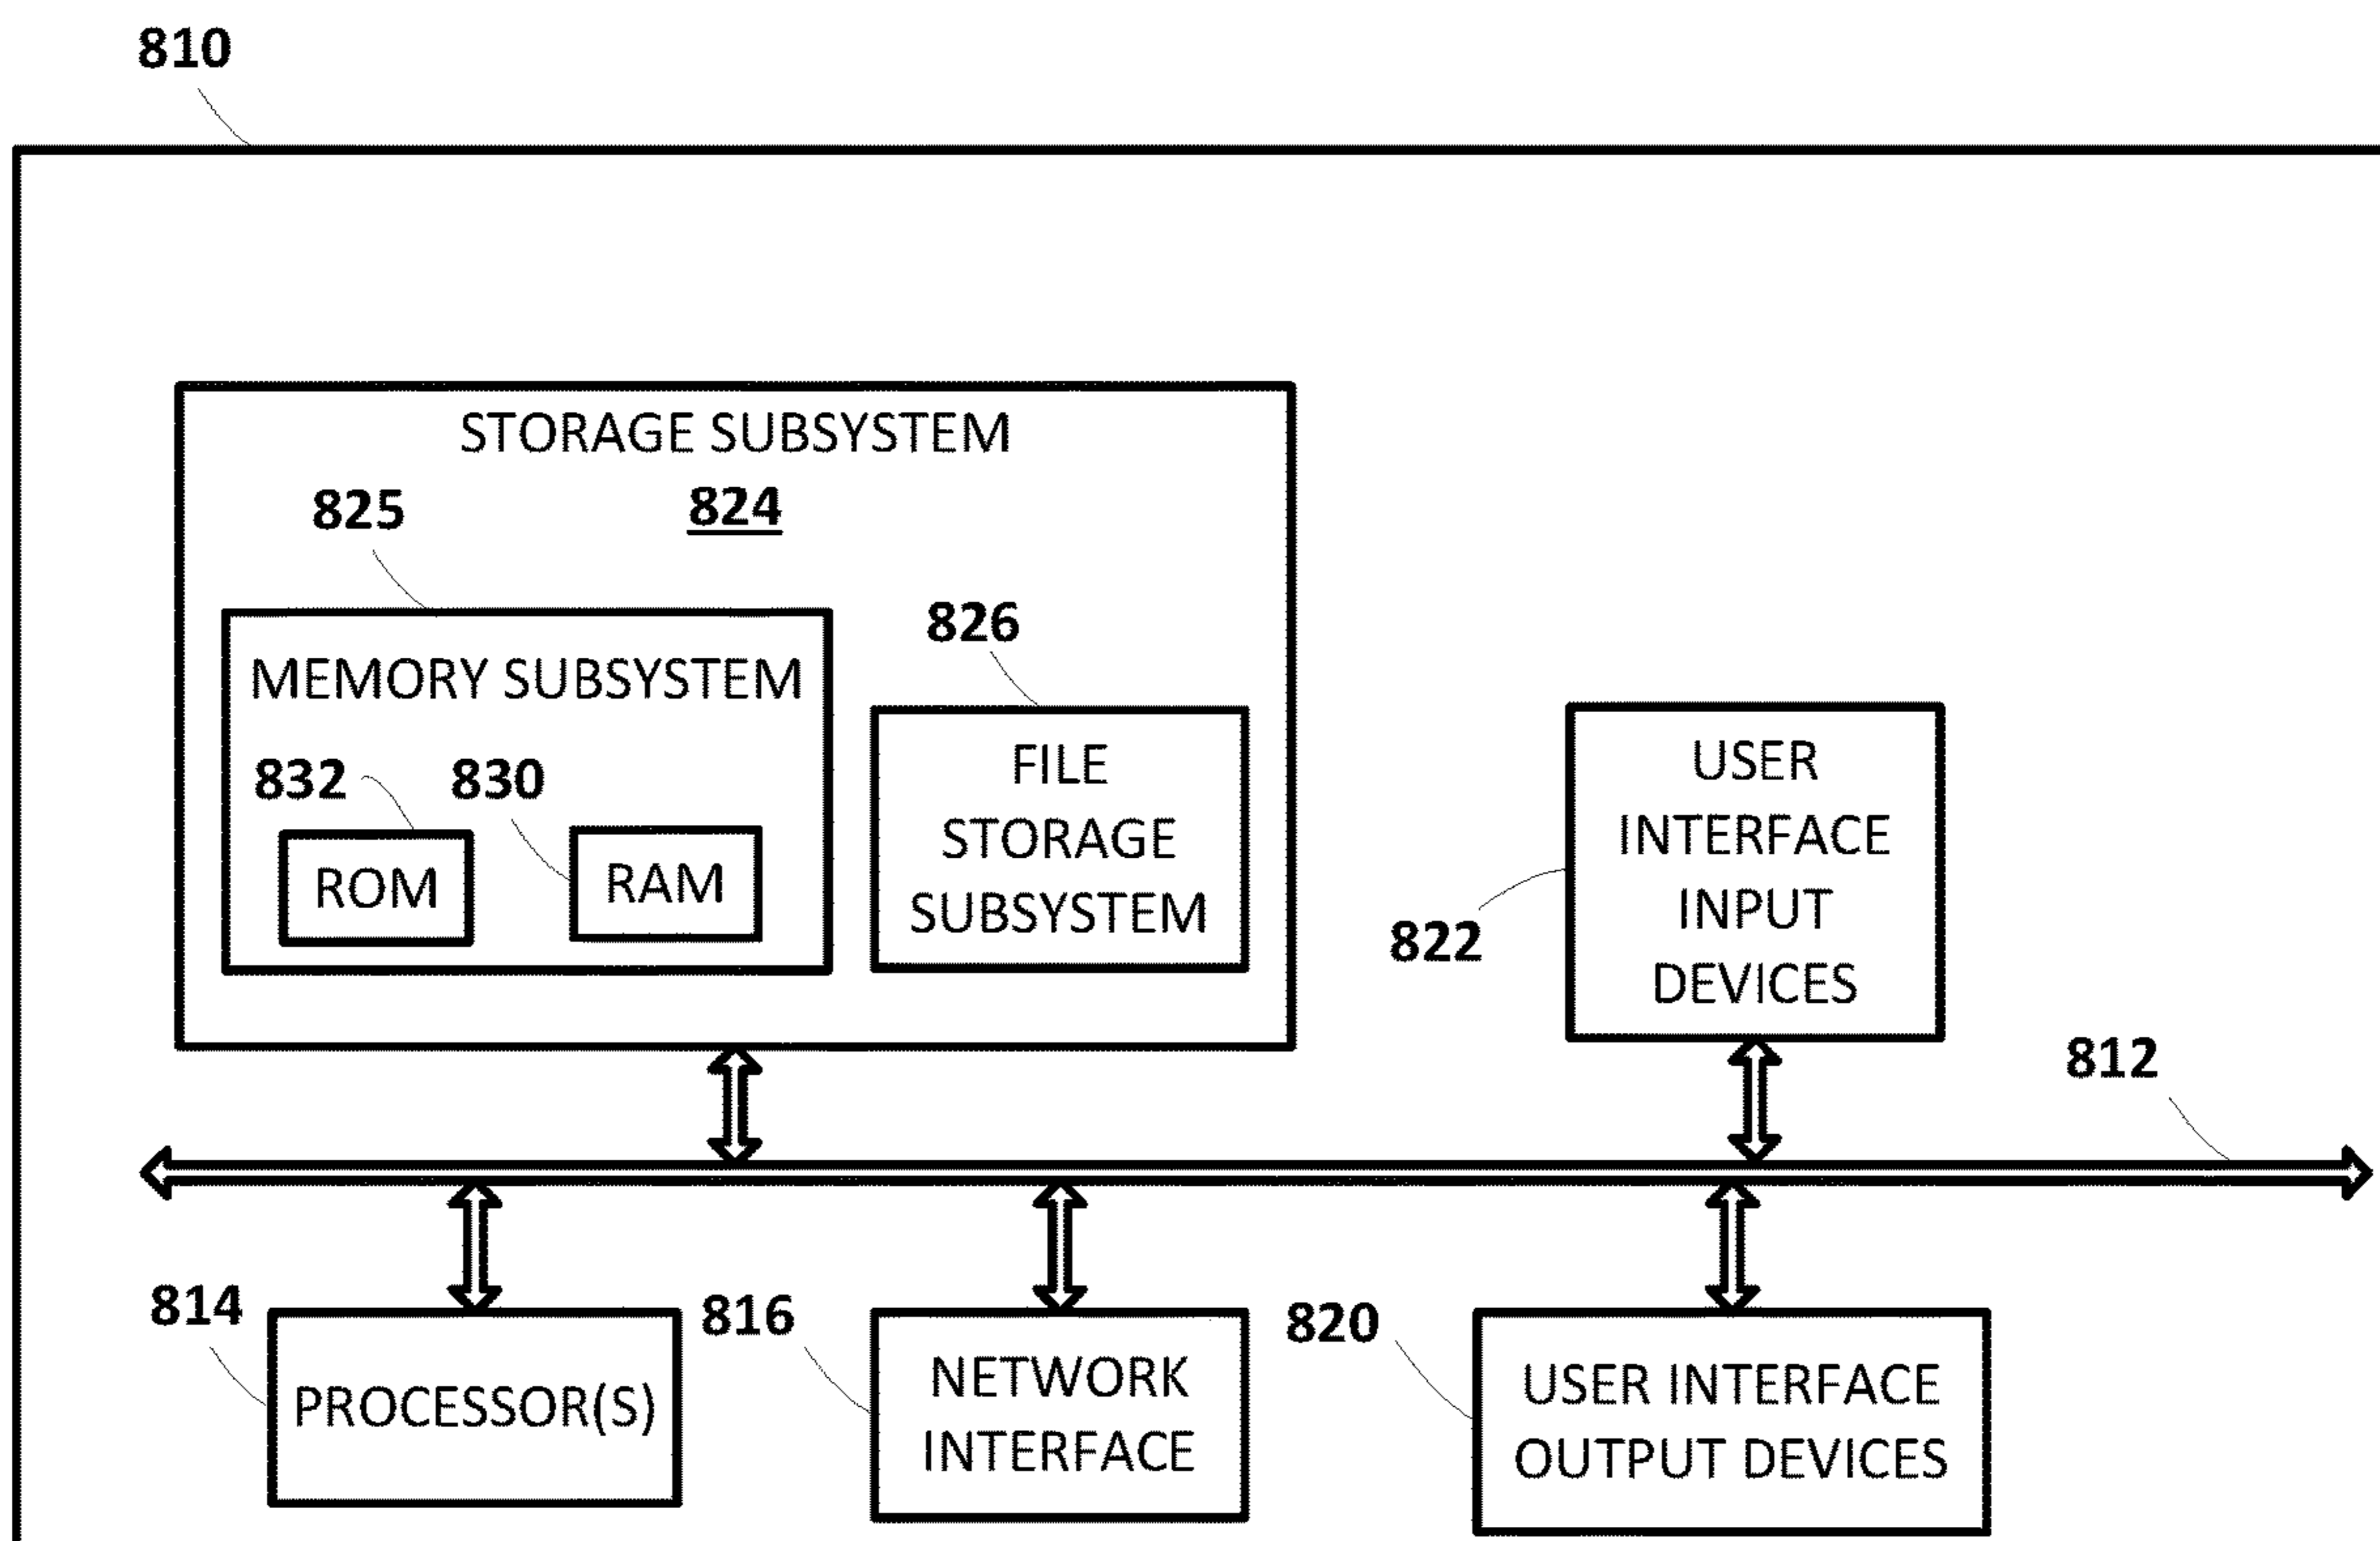 810
STORAGE SUBSYSTEM
824
825
MEMORY SUBSYSTEM
832
830
ROM
RAM
826
FILE
STORAGE
SUBSYSTEM
USER
INTERFACE
INPUT
DEVICES
822
812
814
PROCESSOR(S)
816
NETWORK
INTERFACE
820
USER INTERFACE
OUTPUT DEVICES